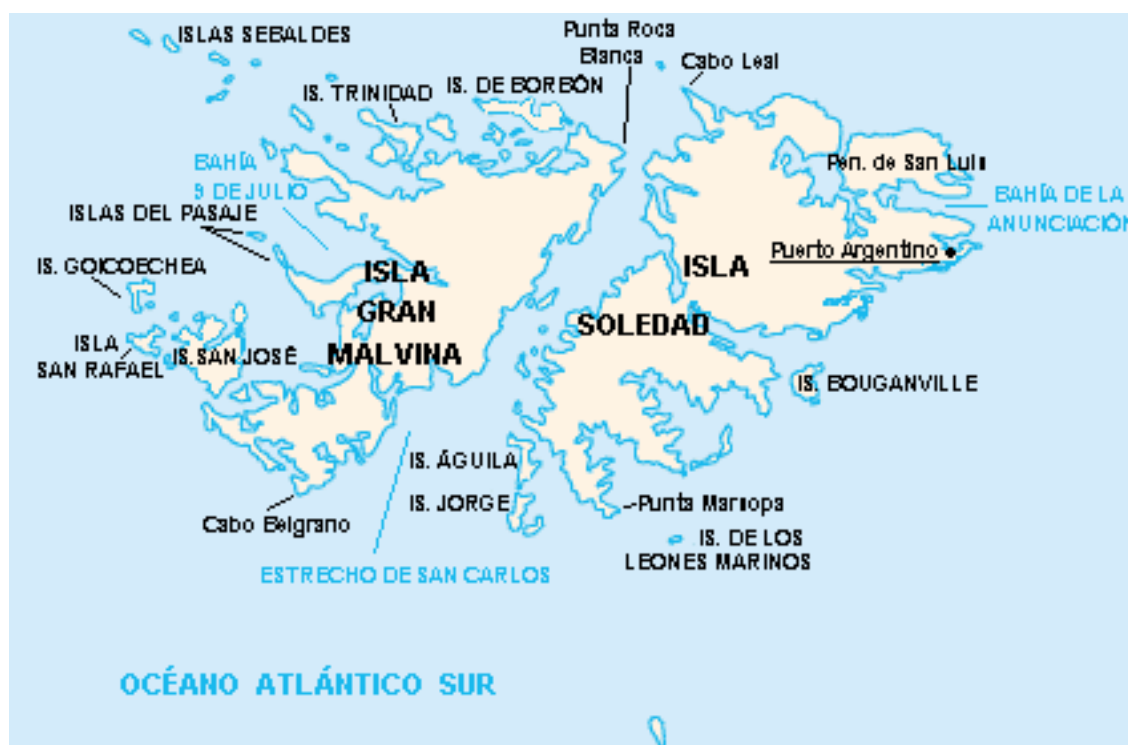 ISLAS SEBALDES
Punta Roca
Blanca
Cabo Leal
IS. TRINIDAD
IS. DE BORBÓN
BAHÍA
9 DE JULIO
Pen. de San Luis
BAHÍA DE LA
ANUNCIACIÓN
ISLAS DEL PASAJE
Puerto Argentino
IS. GOICOECHEA
ISLA
GRAN
MALVINA
ISLA
SOLEDAD
ISLA
SAN RAFAEL
IS. SAN JOSÉ
IS. BOUGANVILLE
IS. ÁGUILA
IS. JORGE
Punta Marsopa
Cabo Belgrano
IS. DE LOS
LEONES MARINOS
ESTRECHO DE SAN CARLOS
OCÉANO ATLÁNTICO SUR